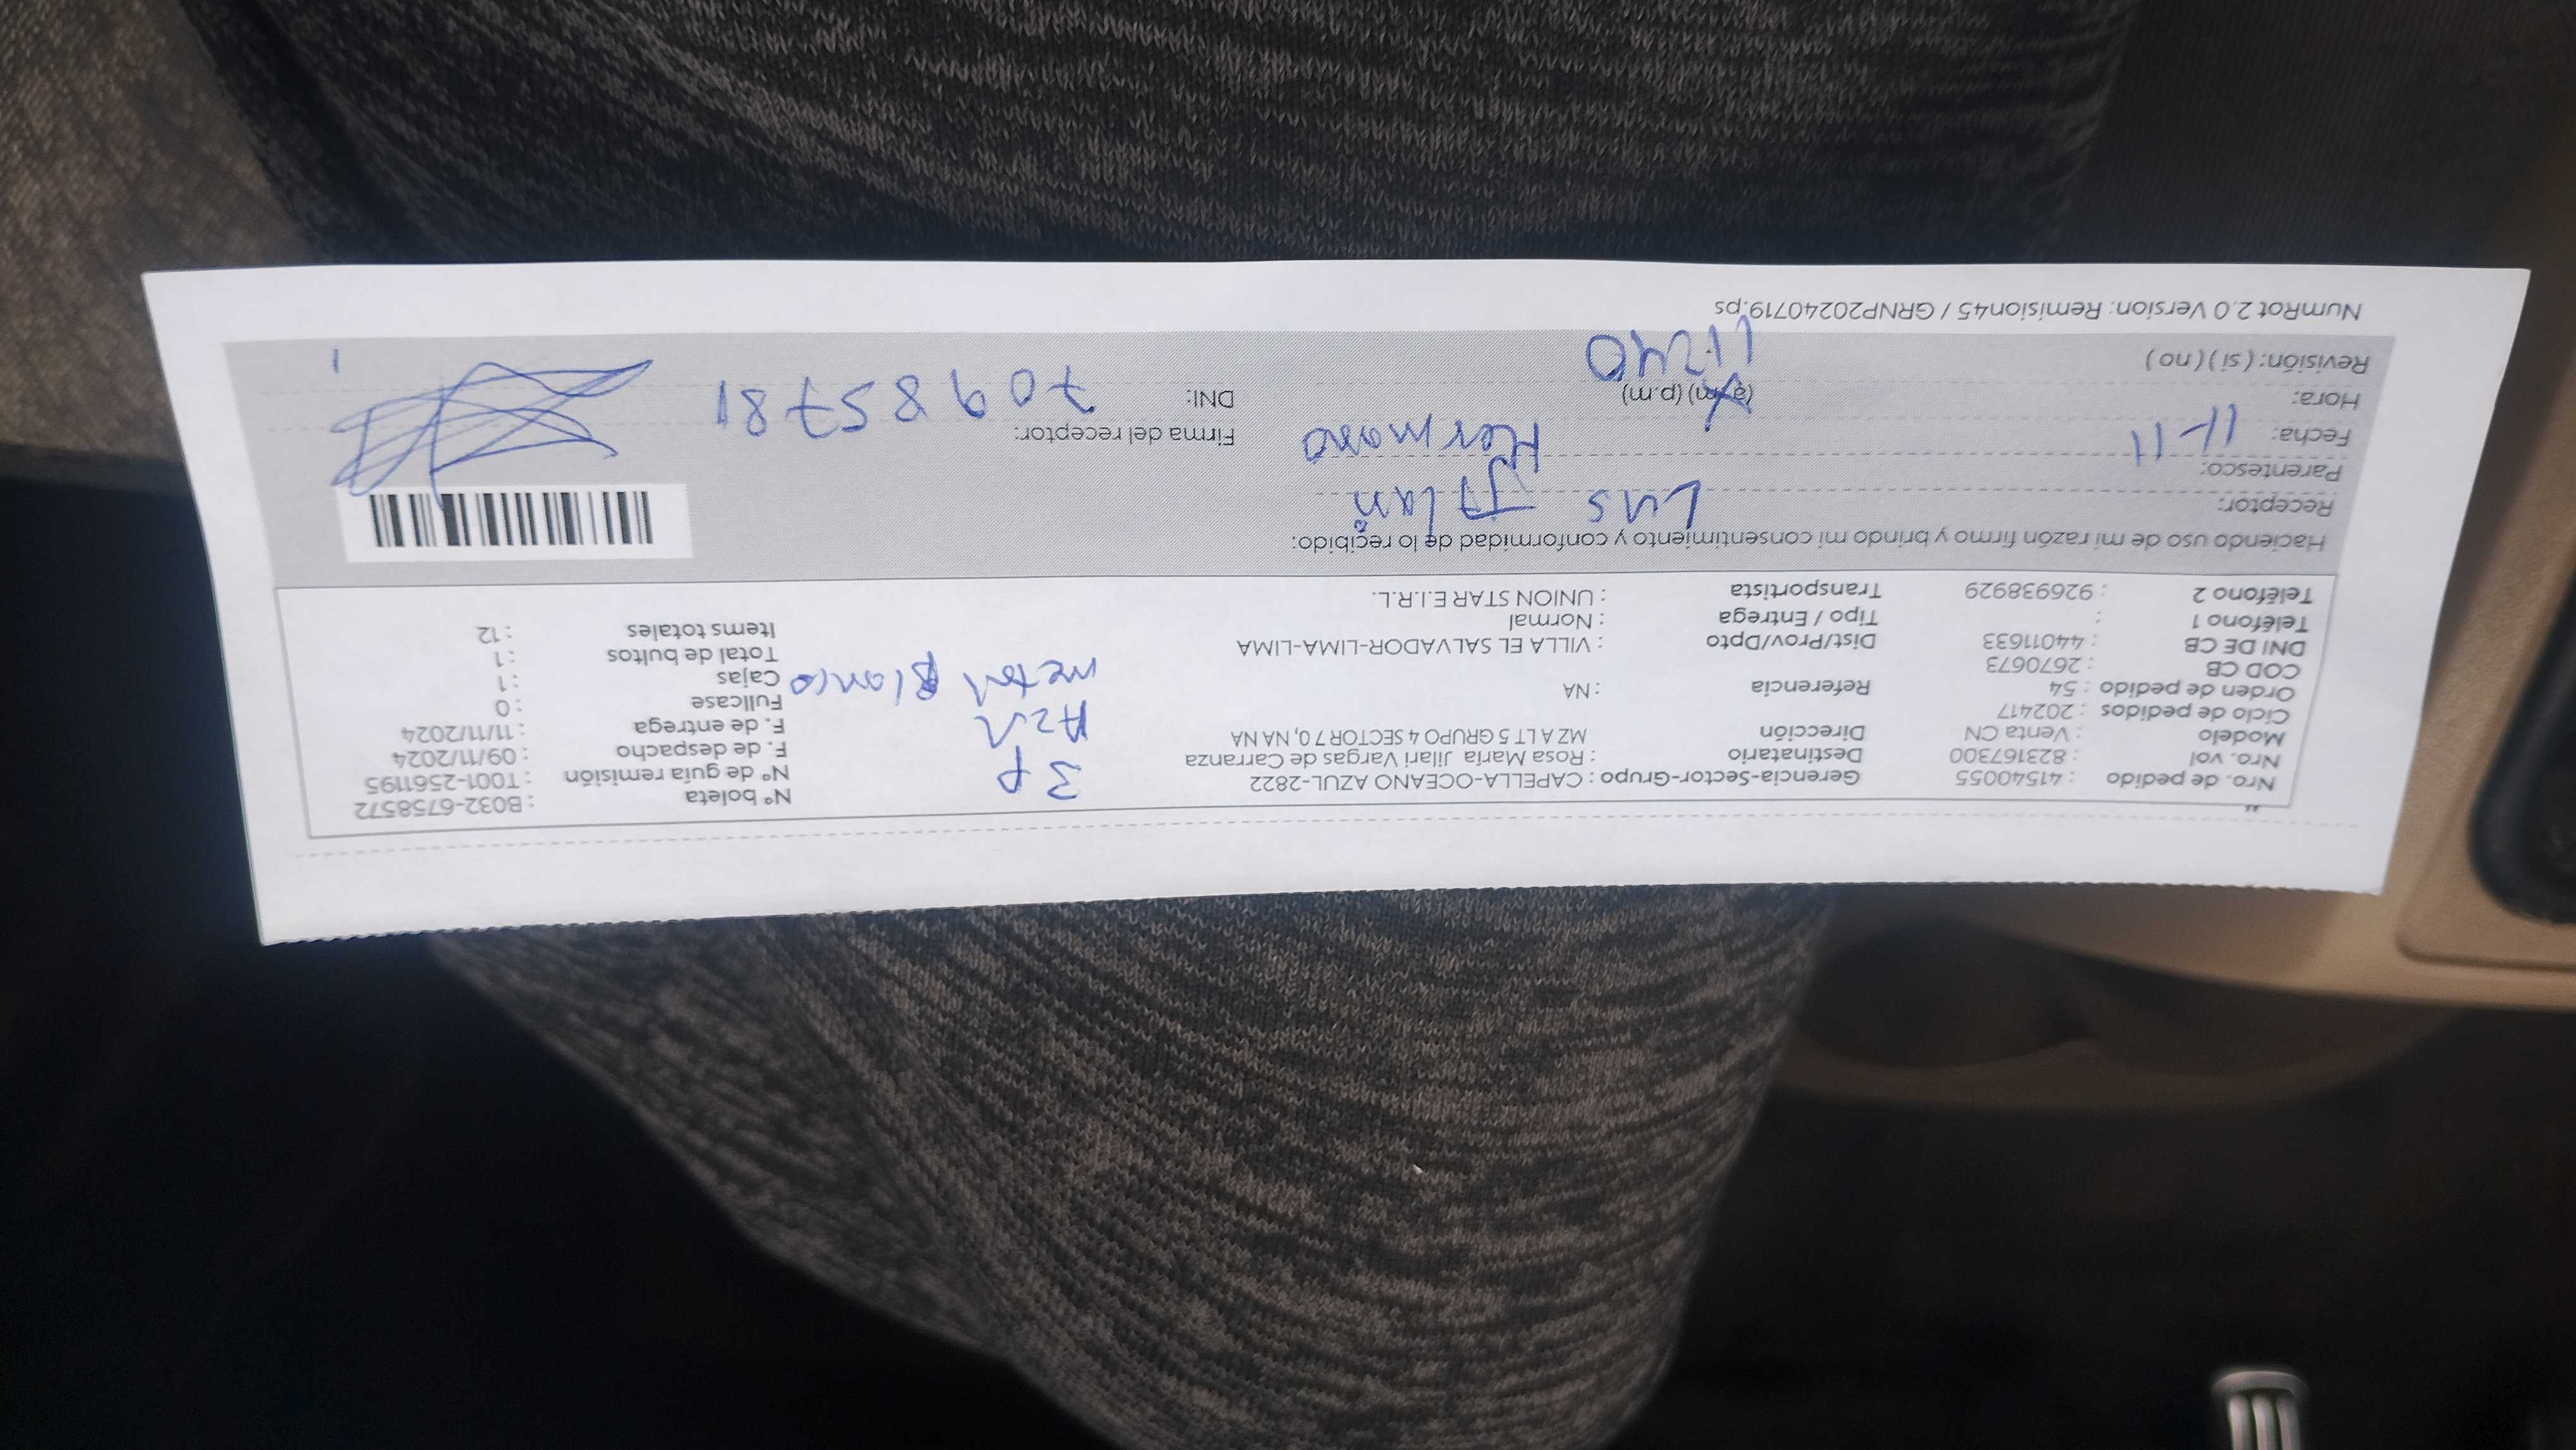 Nro. de pedido : 41540055 Gerencia-Sector-Grupo : CAPELLA-OCEANO AZUL-2822 Nº boleta : B032-6758572
Nro. vol : 823167300 Destinatario : Rosa María Jilari Vargas de Carranza 3P Nº de guía remisión : T001-2561195
Modelo : Venta CN Dirección MZ A LT 5 GRUPO 4 SECTOR 7 0, NA NA F. de despacho : 09/11/2024
Ciclo de pedidos : 202417 F. de entrega : 11/11/2024
Orden de pedido : 54 Referencia : NA Fullcase : 0
COD CB : 2670673 Blanco Cajas : 1
DNI DE CB : 44011633 Dist/Prov/Dpto : VILLA EL SALVADOR-LIMA-LIMA Total de bultos : 1
Teléfono 1 : Tipo / Entrega : Normal Items totales : 12
Teléfono 2 : 926938929 Transportista : UNION STAR E.I.R.L.
Haciendo uso de mi razón firmo y brindo mi consentimiento y conformidad de lo recibido:
Receptor: Luis
Parentesco: Hermano
Fecha: 11-11 Firma del receptor:
Hora: (a.m) (p.m) DNI: 70985781
Revisión: ( si ) ( no )
NumRot 2.0 Version: Remision45 / GRNP20240719.ps